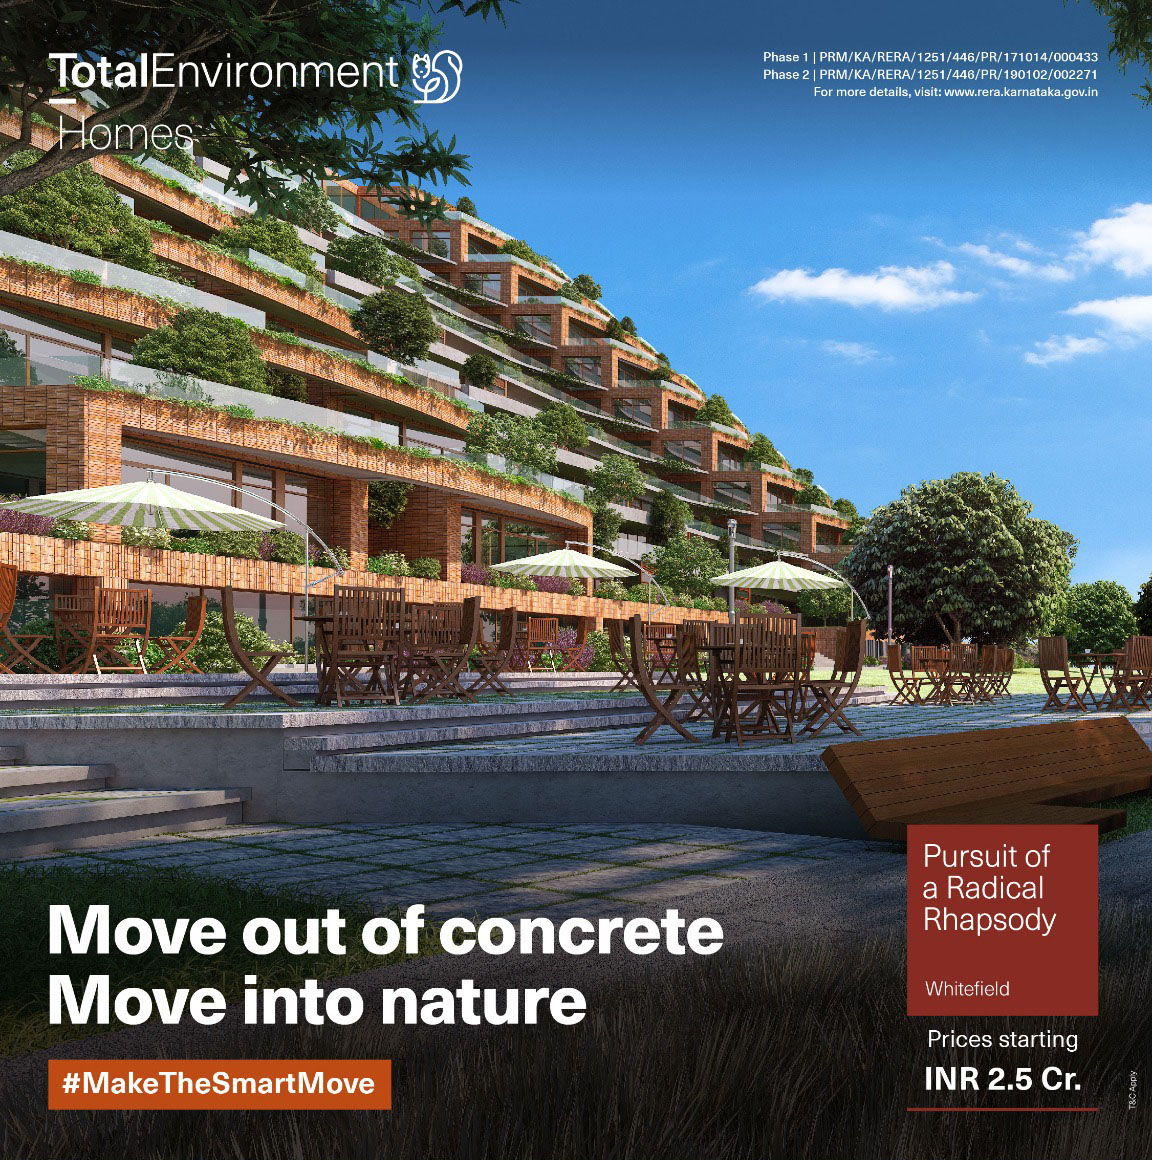 TotalEnvironment
Homes
Phase 1 | PRM/KA/RERA/1251/446/PR/171014/000433
Phase 2 | PRM/KA/RERA/1251/446/PR/190102/002271
For more details, visit: www.rera.karnataka.gov.in
Move out of concrete
Move into nature
#MakeTheSmartMove
Pursuit of
a Radical
Rhapsody
Whitefield
Prices starting
INR 2.5 Cr.
T&C Apply